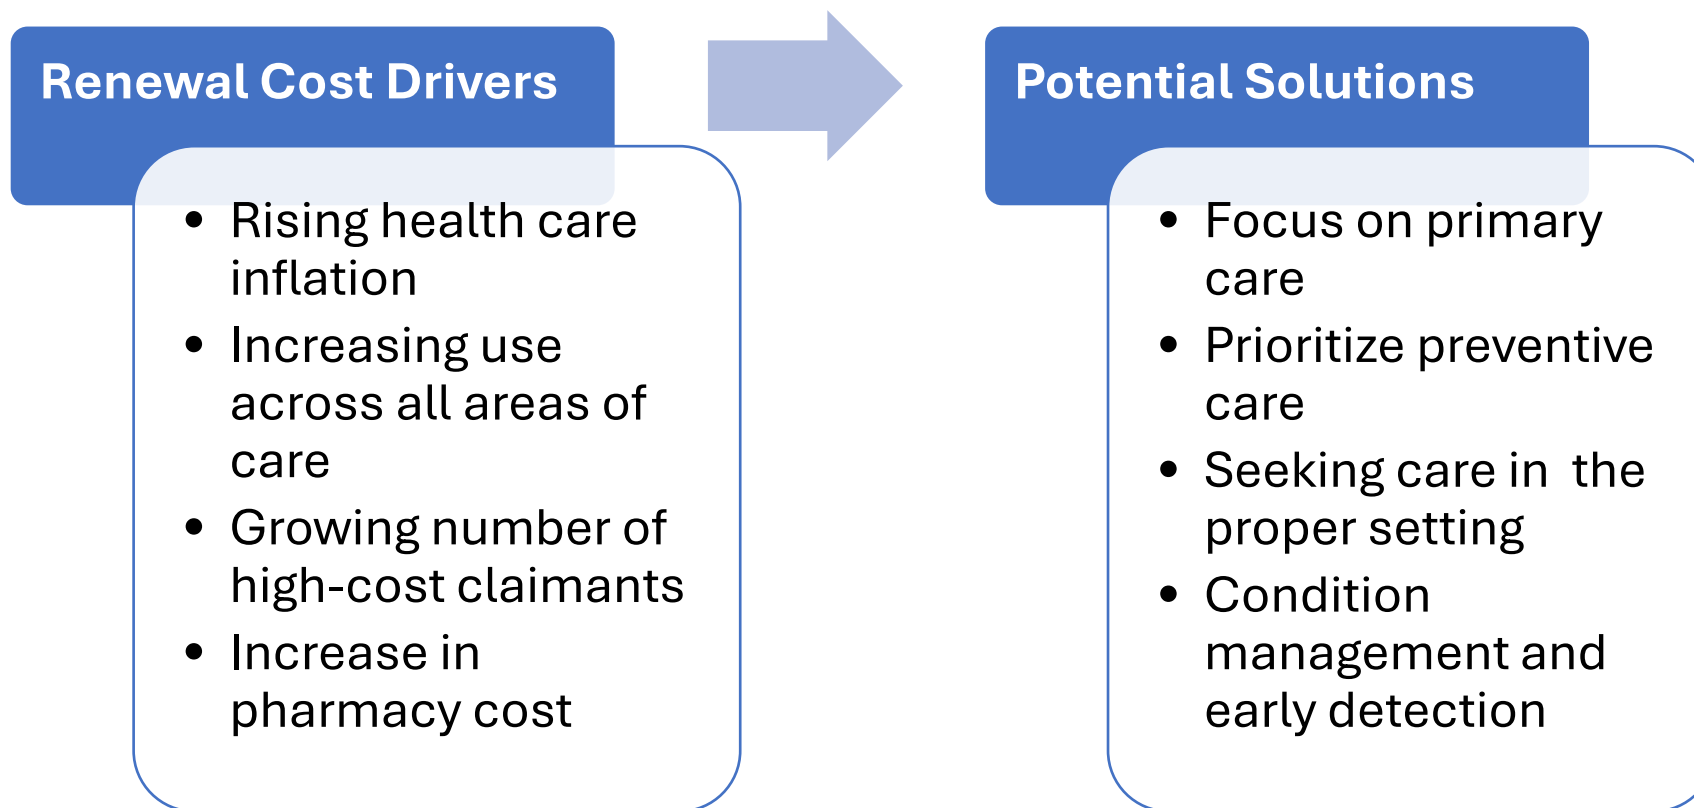 Renewal Cost Drivers
• Rising health care
inflation
• Increasing use
across all areas of
care
• Growing number of
high-cost claimants
• Increase in
pharmacy cost
Potential Solutions
• Focus on primary
care
• Prioritize preventive
care
• Seeking care in  the
proper setting
• Condition
management and
early detection